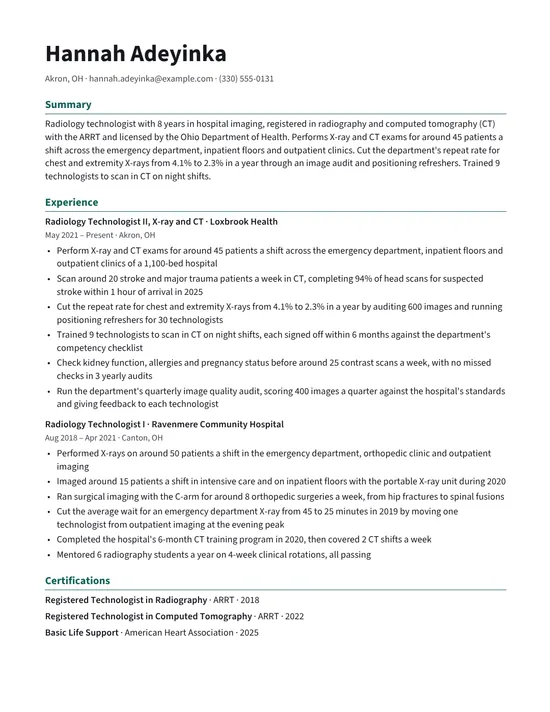 Hannah Adeyinka
Akron, OH · hannah.adeyinka@example.com · (330) 555-0131
Summary
Radiology technologist with 8 years in hospital imaging, registered in radiography and computed tomography (CT)
with the ARRT and licensed by the Ohio Department of Health. Performs X-ray and CT exams for around 45 patients a
shift across the emergency department, inpatient floors and outpatient clinics. Cut the department's repeat rate for
chest and extremity X-rays from 4.1% to 2.3% in a year through an image audit and positioning refreshers. Trained 9
technologists to scan in CT on night shifts.
Experience
Radiology Technologist II, X-ray and CT · Loxbrook Health
May 2021 – Present · Akron, OH
• Perform X-ray and CT exams for around 45 patients a shift across the emergency department, inpatient floors and
outpatient clinics of a 1,100-bed hospital
• Scan around 20 stroke and major trauma patients a week in CT, completing 94% of head scans for suspected
stroke within 1 hour of arrival in 2025
• Cut the repeat rate for chest and extremity X-rays from 4.1% to 2.3% in a year by auditing 600 images and running
positioning refreshers for 30 technologists
• Trained 9 technologists to scan in CT on night shifts, each signed off within 6 months against the department's
competency checklist
• Check kidney function, allergies and pregnancy status before around 25 contrast scans a week, with no missed
checks in 3 yearly audits
• Run the department's quarterly image quality audit, scoring 400 images a quarter against the hospital's standards
and giving feedback to each technologist
Radiology Technologist I · Ravenmere Community Hospital
Aug 2018 – Apr 2021 · Canton, OH
• Performed X-rays on around 50 patients a shift in the emergency department, orthopedic clinic and outpatient
imaging
• Imaged around 15 patients a shift in intensive care and on inpatient floors with the portable X-ray unit during 2020
• Ran surgical imaging with the C-arm for around 8 orthopedic surgeries a week, from hip fractures to spinal fusions
• Cut the average wait for an emergency department X-ray from 45 to 25 minutes in 2019 by moving one
technologist from outpatient imaging at the evening peak
• Completed the hospital's 6-month CT training program in 2020, then covered 2 CT shifts a week
• Mentored 6 radiography students a year on 4-week clinical rotations, all passing
Certifications
Registered Technologist in Radiography · ARRT · 2018
Registered Technologist in Computed Tomography · ARRT · 2022
Basic Life Support · American Heart Association · 2025